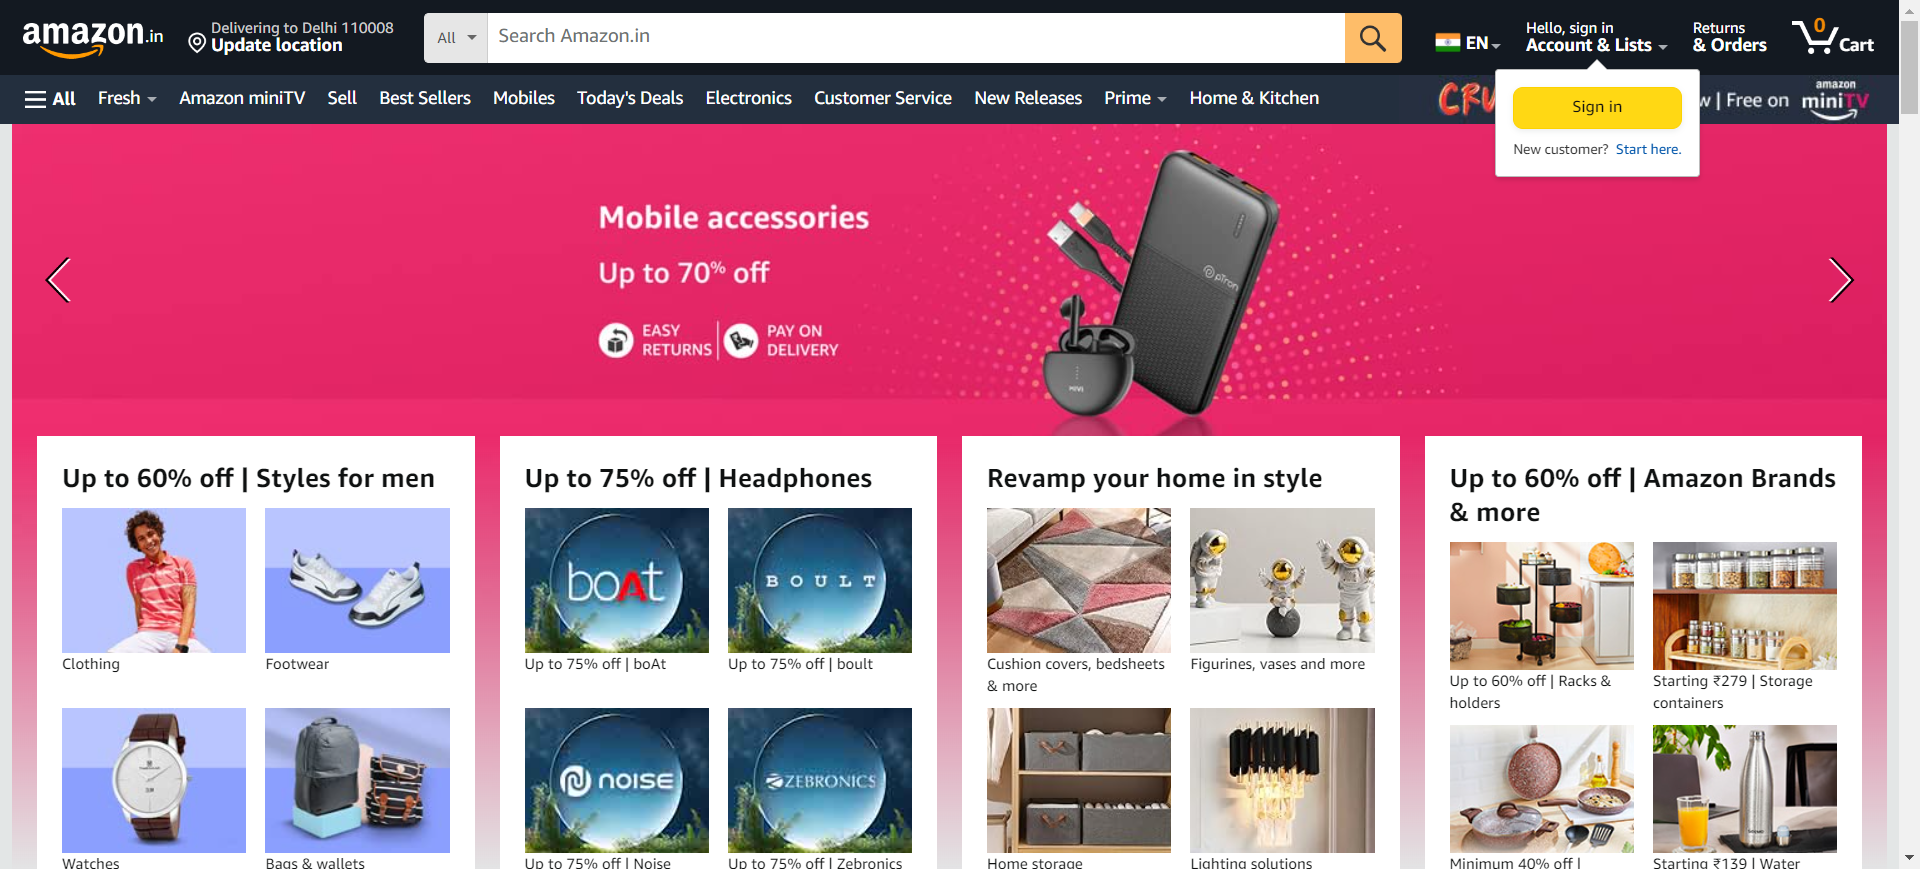 amazon.in
Delivering to Delhi 110008
Update location
All
Search Amazon.in
EN
Hello, sign in
Account & Lists
Returns
& Orders
0
Cart
All
Fresh
Amazon miniTV
Sell
Best Sellers
Mobiles
Today's Deals
Electronics
Customer Service
New Releases
Prime
Home & Kitchen
CRU
w | Free on
amazon
miniTV
Sign in
New customer? Start here.
Mobile accessories
Up to 70% off
EASY
RETURNS
PAY ON
DELIVERY
pTron
MIVI
Up to 60% off | Styles for men
Clothing
Footwear
Watches
Bags & wallets
Up to 75% off | Headphones
boAt
BOULT
Up to 75% off | boAt
Up to 75% off | boult
NOISE
ZEBRONICS
Up to 75% off | Noise
Up to 75% off | Zebronics
Revamp your home in style
Cushion covers, bedsheets
& more
Figurines, vases and more
Home storage
Lighting solutions
Up to 60% off | Amazon Brands
& more
Up to 60% off | Racks &
holders
Starting ₹279 | Storage
containers
Minimum 40% off |
Starting ₹139 | Water